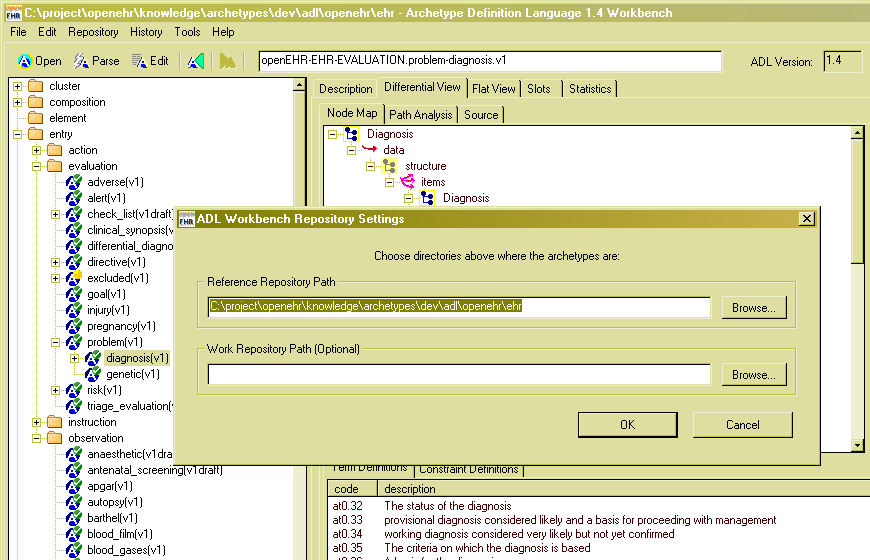 C:\project\openehr\knowledge\archetypes\dev\adl\openehr\ehr - Archetype Definition Language 1.4 Workbench
File Edit Repository History Tools Help
Open Parse Edit openEHR-EHR-EVALUATION.problem-diagnosis.v1 ADL Version: 1.4
cluster
composition
element
entry
action
evaluation
adverse(v1)
alert(v1)
check_list(v1draft)
clinical_synopsis(v
differential_diagno
directive(v1)
excluded(v1)
goal(v1)
injury(v1)
pregnancy(v1)
problem(v1)
diagnosis(v1)
genetic(v1)
risk(v1)
triage_evaluation(v
instruction
observation
anaesthetic(v1dra
antenatal_screening(v1draft)
apgar(v1)
autopsy(v1)
barthel(v1)
blood_film(v1)
blood_gases(v1)
Description Differential View Flat View Slots Statistics
Node Map Path Analysis Source
Diagnosis
data
structure
items
Diagnosis
openEHR ADL Workbench Repository Settings
Choose directories above where the archetypes are:
Reference Repository Path
C:\project\openehr\knowledge\archetypes\dev\adl\openehr\ehr Browse...
Work Repository Path (Optional)
Browse...
OK Cancel
Term Definitions Constraint Definitions
code description
at0.32 The status of the diagnosis
at0.33 provisional diagnosis considered likely and a basis for proceeding with management
at0.34 working diagnosis considered very likely but not yet confirmed
at0.35 The criteria on which the diagnosis is based